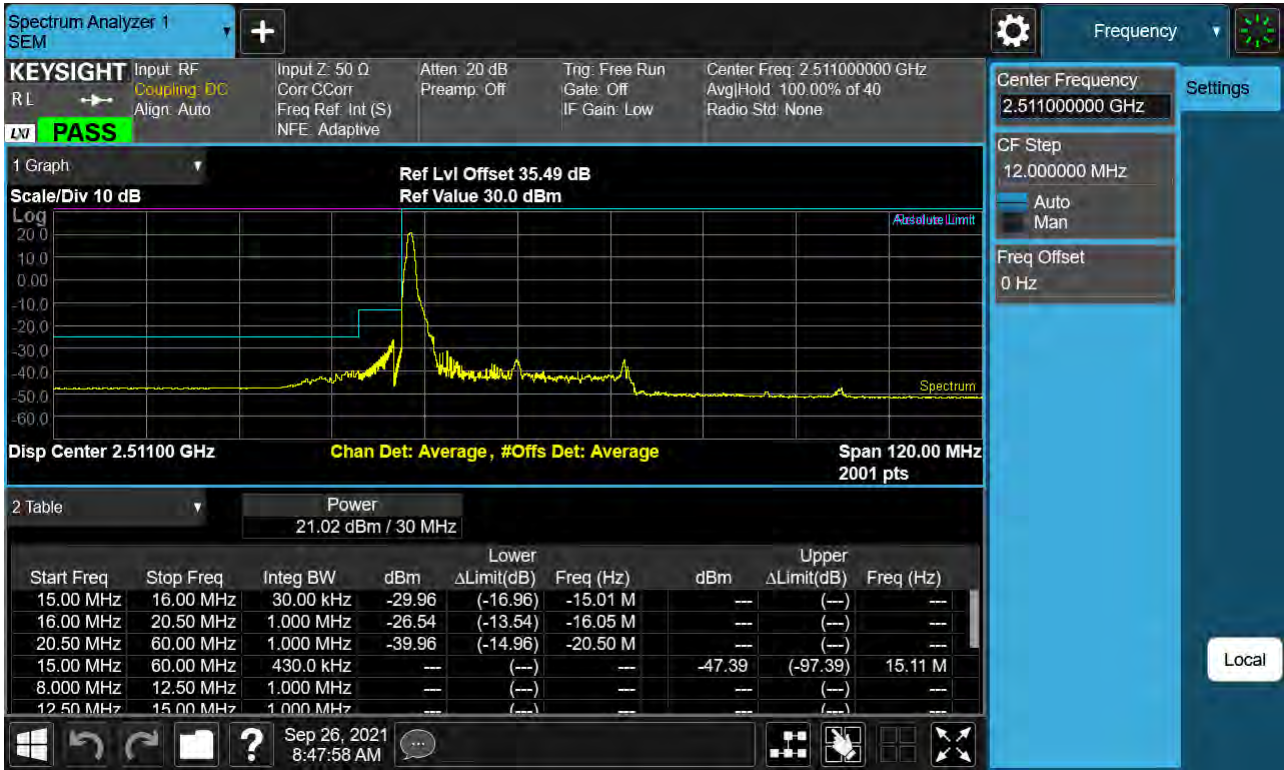 Spectrum Analyzer 1
SEM
Frequency
KEYSIGHT
RL
LXI PASS
Input: RF
Coupling: DC
Align: Auto
Input Z: 50 Ω
Corr CCorr
Freq Ref: Int (S)
NFE: Adaptive
Atten: 20 dB
Preamp: Off
Trig: Free Run
Gate: Off
IF Gain: Low
Center Freq: 2.511000000 GHz
Avg|Hold: 100.00% of 40
Radio Std: None
Center Frequency
2.511000000 GHz
Settings
CF Step
12.000000 MHz
Auto
Man
Freq Offset
0 Hz
Local
1 Graph
Scale/Div 10 dB
Ref Lvl Offset 35.49 dB
Ref Value 30.0 dBm
Log
Absolute Limit
20.0
10.0
0.00
-10.0
-20.0
-30.0
-40.0
-50.0
-60.0
Spectrum
Disp Center 2.51100 GHz
Chan Det: Average, #Offs Det: Average
Span 120.00 MHz
2001 pts
2 Table
Power
21.02 dBm / 30 MHz
Lower Upper
Start Freq Stop Freq Integ BW dBm ΔLimit(dB) Freq (Hz) dBm ΔLimit(dB) Freq (Hz)
15.00 MHz 16.00 MHz 30.00 kHz -29.96 (-16.96) -15.01 M --- (---) ---
16.00 MHz 20.50 MHz 1.000 MHz -26.54 (-13.54) -16.05 M --- (---) ---
20.50 MHz 60.00 MHz 1.000 MHz -39.96 (-14.96) -20.50 M --- (---) ---
15.00 MHz 60.00 MHz 430.0 kHz --- (---) --- -47.39 (-97.39) 15.11 M
8.000 MHz 12.50 MHz 1.000 MHz --- (---) --- --- (---) ---
12.50 MHz 15.00 MHz 1.000 MHz --- (---) --- --- (---) ---
Sep 26, 2021
8:47:58 AM